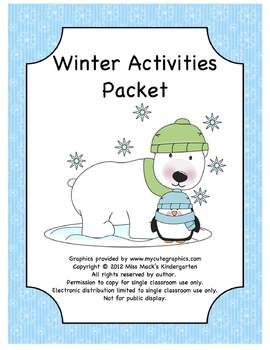 Winter Activities
Packet
Graphics provided by www.mycutegraphics.com
Copyright © 2012 Miss Mack's Kindergarten
All rights reserved by author.
Permission to copy for single classroom use only.
Electronic distribution limited to single classroom use only.
Not for public display.